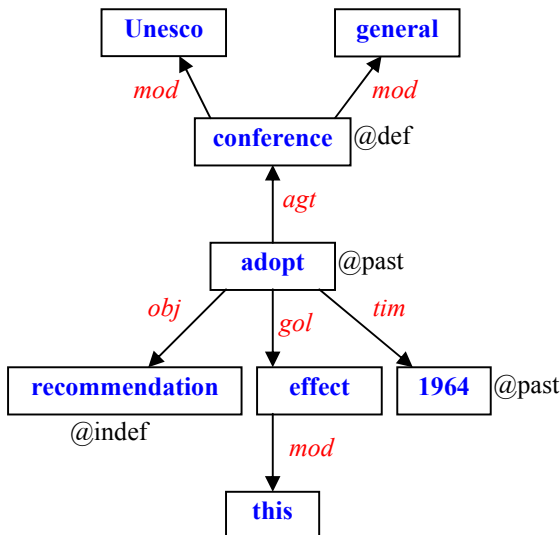 Unesco general
mod mod
conference @def
agt
adopt @past
obj gol tim
recommendation effect 1964 @past
@indef
mod
this